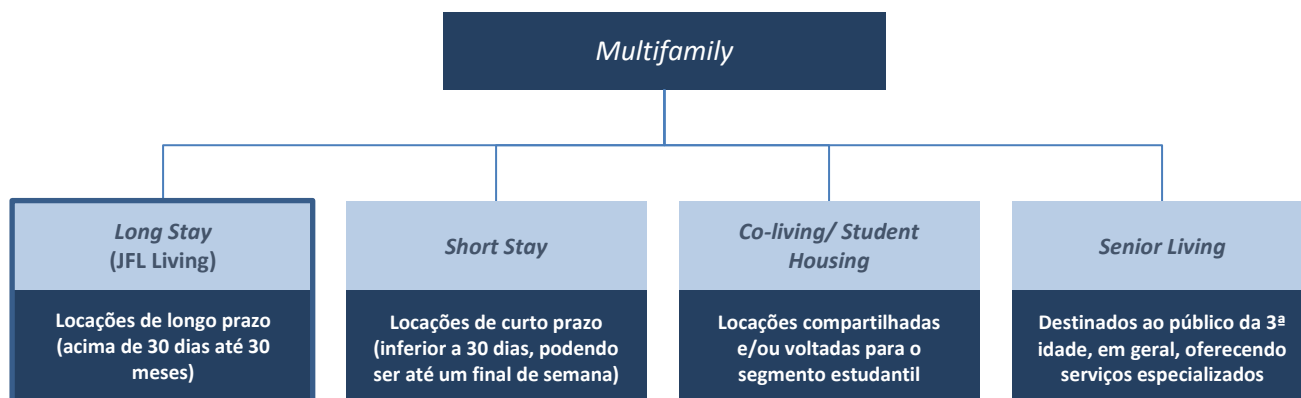 Multifamily
Long Stay
(JFL Living)
Locações de longo prazo
(acima de 30 dias até 30
meses)
Short Stay
Locações de curto prazo
(inferior a 30 dias, podendo
ser até um final de semana)
Co-living/ Student
Housing
Locações compartilhadas
e/ou voltadas para o
segmento estudantil
Senior Living
Destinados ao público da 3ª
idade, em geral, oferecendo
serviços especializados